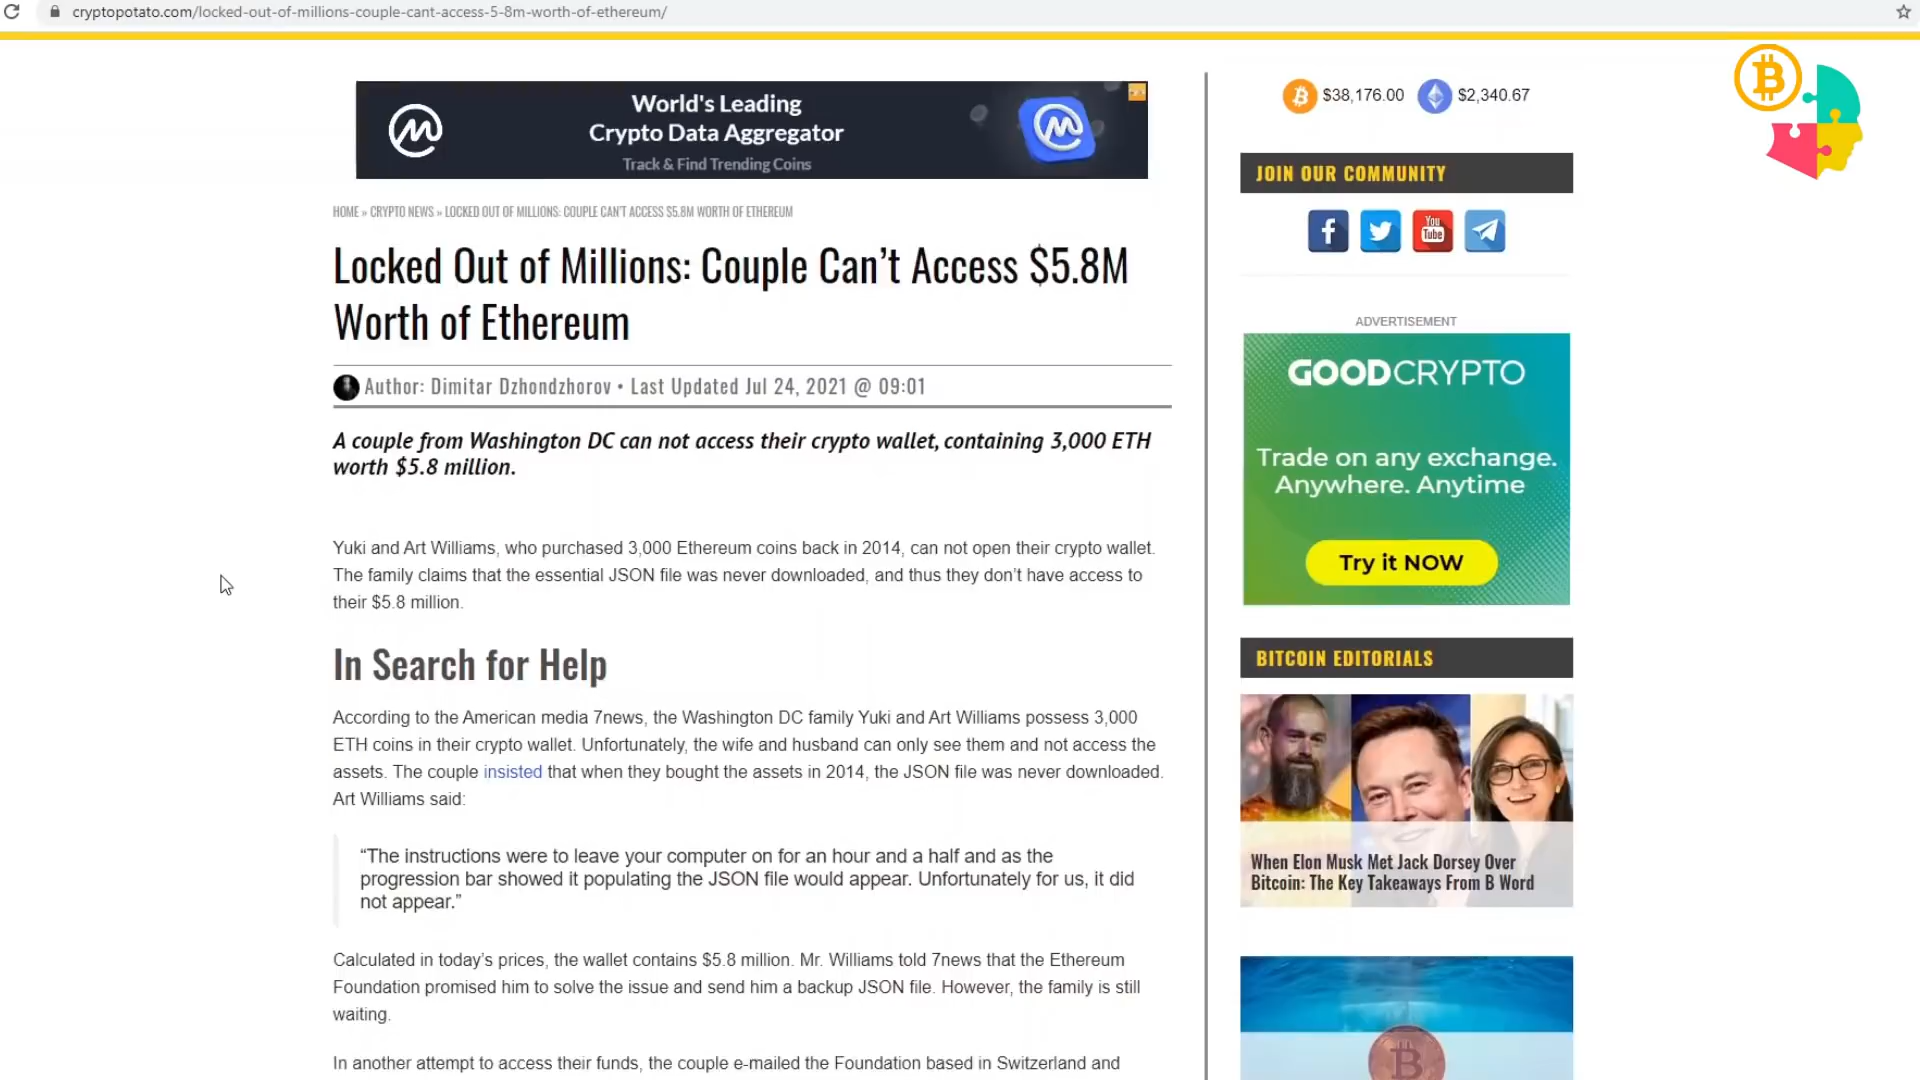 cryptopotato.com/locked-out-of-millions-couple-cant-access-5-8m-worth-of-ethereum/
World's Leading
Crypto Data Aggregator
Track & Find Trending Coins
$38,176.00 $2,340.67
JOIN OUR COMMUNITY
You
Tube
HOME » CRYPTO NEWS » LOCKED OUT OF MILLIONS: COUPLE CAN'T ACCESS $5.8M WORTH OF ETHEREUM
Locked Out of Millions: Couple Can’t Access $5.8M
Worth of Ethereum
Author: Dimitar Dzhondzhorov • Last Updated Jul 24, 2021 @ 09:01
A couple from Washington DC can not access their crypto wallet, containing 3,000 ETH
worth $5.8 million.
Yuki and Art Williams, who purchased 3,000 Ethereum coins back in 2014, can not open their crypto wallet.
The family claims that the essential JSON file was never downloaded, and thus they don’t have access to
their $5.8 million.
In Search for Help
According to the American media 7news, the Washington DC family Yuki and Art Williams possess 3,000
ETH coins in their crypto wallet. Unfortunately, the wife and husband can only see them and not access the
assets. The couple insisted that when they bought the assets in 2014, the JSON file was never downloaded.
Art Williams said:
“The instructions were to leave your computer on for an hour and a half and as the
progression bar showed it populating the JSON file would appear. Unfortunately for us, it did
not appear.”
Calculated in today’s prices, the wallet contains $5.8 million. Mr. Williams told 7news that the Ethereum
Foundation promised him to solve the issue and send him a backup JSON file. However, the family is still
waiting.
In another attempt to access their funds, the couple e-mailed the Foundation based in Switzerland and
ADVERTISEMENT
GOODCRYPTO
Trade on any exchange.
Anywhere. Anytime
Try it NOW
BITCOIN EDITORIALS
When Elon Musk Met Jack Dorsey Over
Bitcoin: The Key Takeaways From B Word